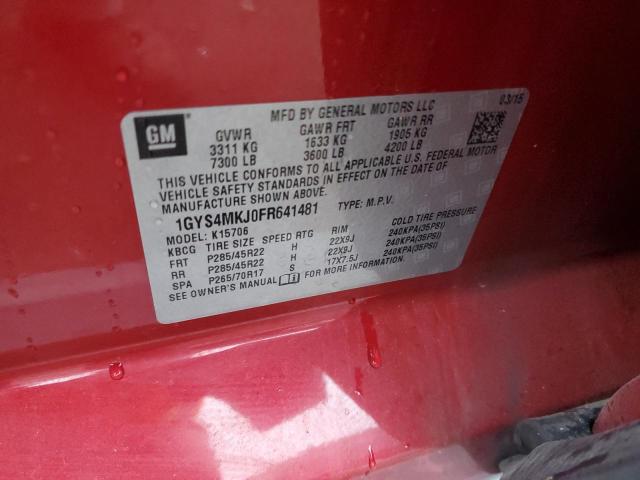 GM
MFD BY GENERAL MOTORS LLC 03/15
GVWR GAWR FRT GAWR RR
3311 KG 1633 KG 1905 KG
7300 LB 3600 LB 4200 LB
THIS VEHICLE CONFORMS TO ALL APPLICABLE U.S. FEDERAL MOTOR
VEHICLE SAFETY STANDARDS IN EFFECT ON THE DATE OF
MANUFACTURE SHOWN ABOVE.
1GYS4MKJ0FR641481 TYPE: M.P.V.
MODEL: K15706
KBCG TIRE SIZE SPEED RTG RIM COLD TIRE PRESSURE
FRT P285/45R22 H 22X9J 240KPA(35PSI)
RR P285/45R22 H 22X9J 240KPA(35PSI)
SPA P265/70R17 S 17X7.5J 240KPA(35PSI)
SEE OWNER'S MANUAL